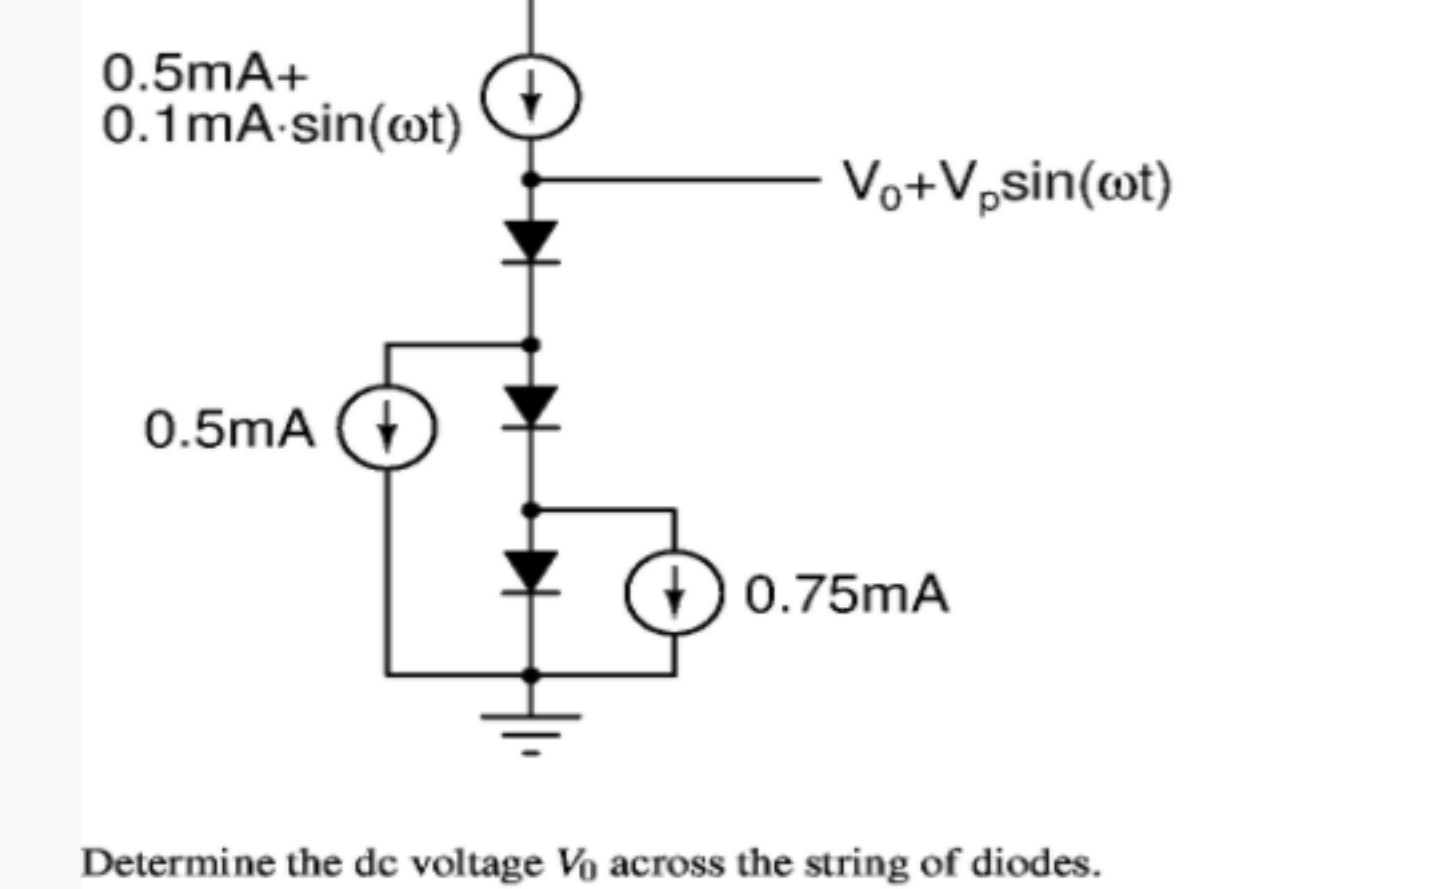 0.5mA+
0.1mA·sin(ωt)
V₀+Vₚsin(ωt)
0.5mA
0.75mA
Determine the dc voltage V₀ across the string of diodes.